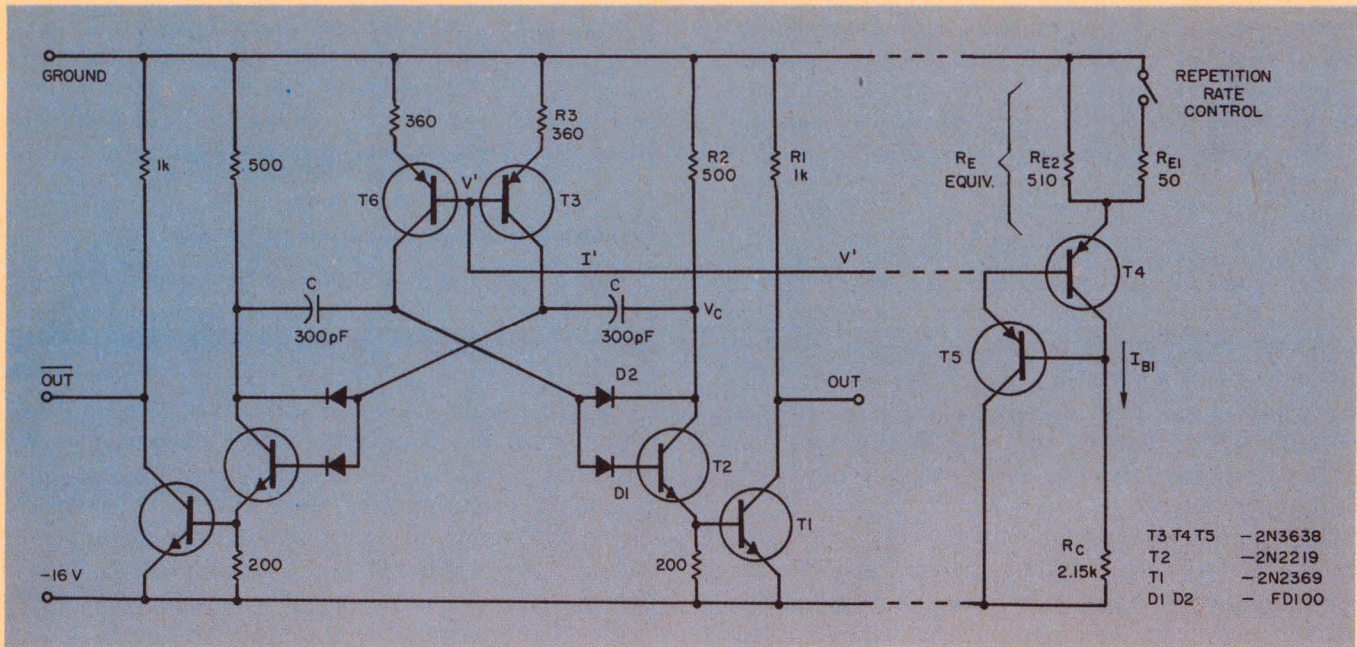 GROUND
1k
500
360
R3
360
R2
500
R1
1k
RE
EQUIV.
RE2
510
RE1
50
REPETITION
RATE
CONTROL
T6
V'
T3
I'
V'
T4
C
300pF
C
300pF
VC
T5
IB1
OUT
D2
OUT
D1
T2
T1
200
200
RC
2.15k
-16V
T3 T4 T5 -2N3638
T2 -2N2219
T1 -2N2369
D1 D2 - FD100